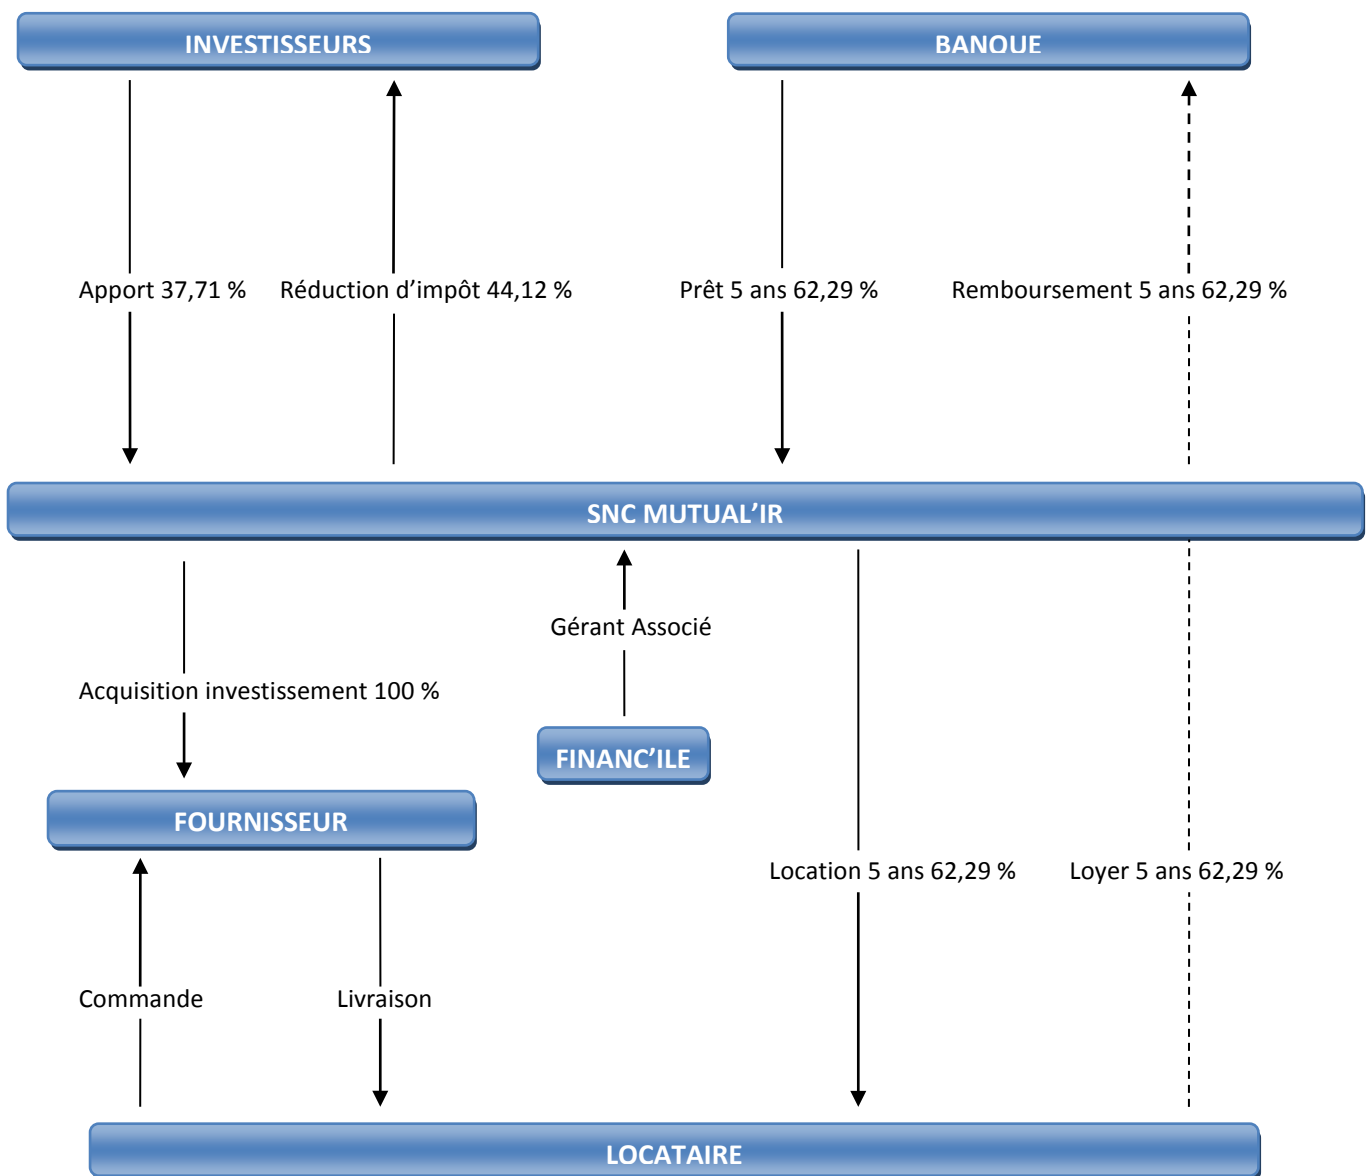 INVESTISSEURS
BANQUE
Apport 37,71 %
Réduction d’impôt 44,12 %
Prêt 5 ans 62,29 %
Remboursement 5 ans 62,29 %
SNC MUTUAL’IR
Gérant Associé
Acquisition investissement 100 %
FINANC’ILE
FOURNISSEUR
Location 5 ans 62,29 %
Loyer 5 ans 62,29 %
Commande
Livraison
LOCATAIRE